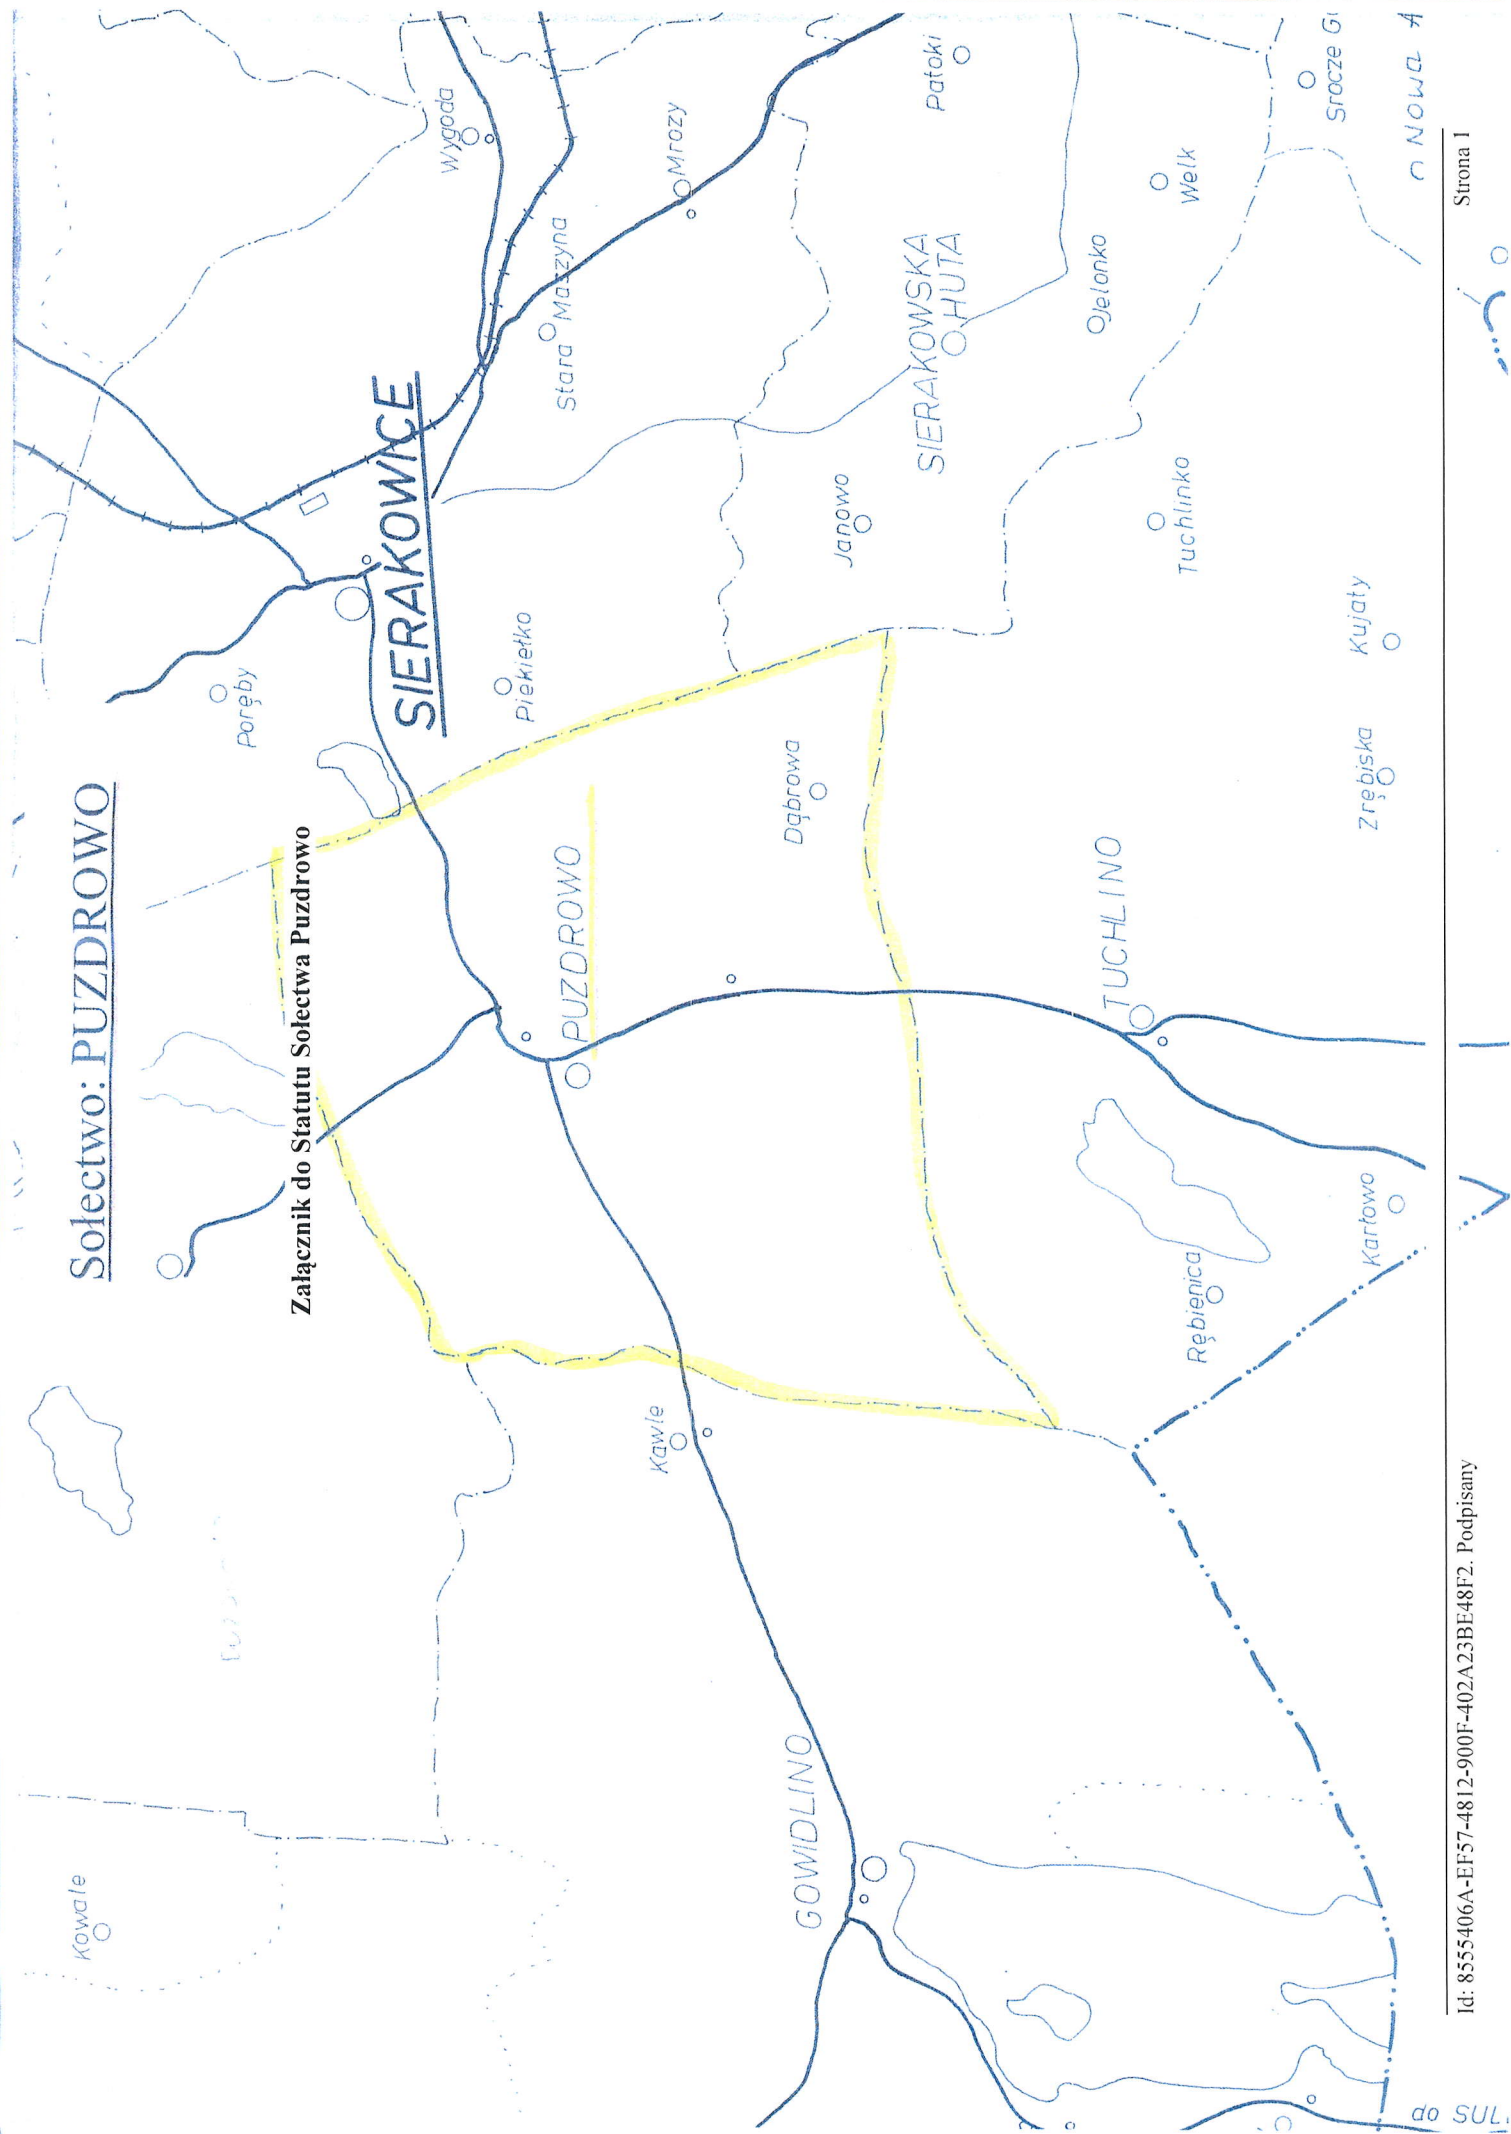 Sołectwo: PUZDROWO
Załącznik do Statutu Sołectwa Puzdrowo
Kowale
Poręby
SIERAKOWICE
Wygoda
Piekiełko
Stara Maszyna
Mrozy
PUZDROWO
Kawle
Dąbrowa
Janowo
SIERAKOWSKA
HUTA
Patoki
GOWIDLINO
TUCHLINO
Jelonko
Welk
Tuchlinko
Rębienica
Karłowo
Zrębiska
Kujaty
Srocze
NOWA
do SUL
Id: 8555406A-EF57-4812-900F-402A23BE48F2. Podpisany
Strona 1